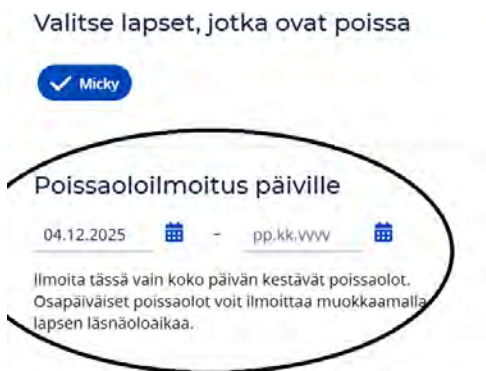 Valitse lapset, jotka ovat poissa
Micky
Poissaoloilmoitus päiville
04.12.2025 - pp.kk.vvvv
Ilmoita tässä vain koko päivän kestävät poissaolot.
Osapäiväiset poissaolot voit ilmoittaa muokkaamalla
lapsen läsnäoloaikaa.